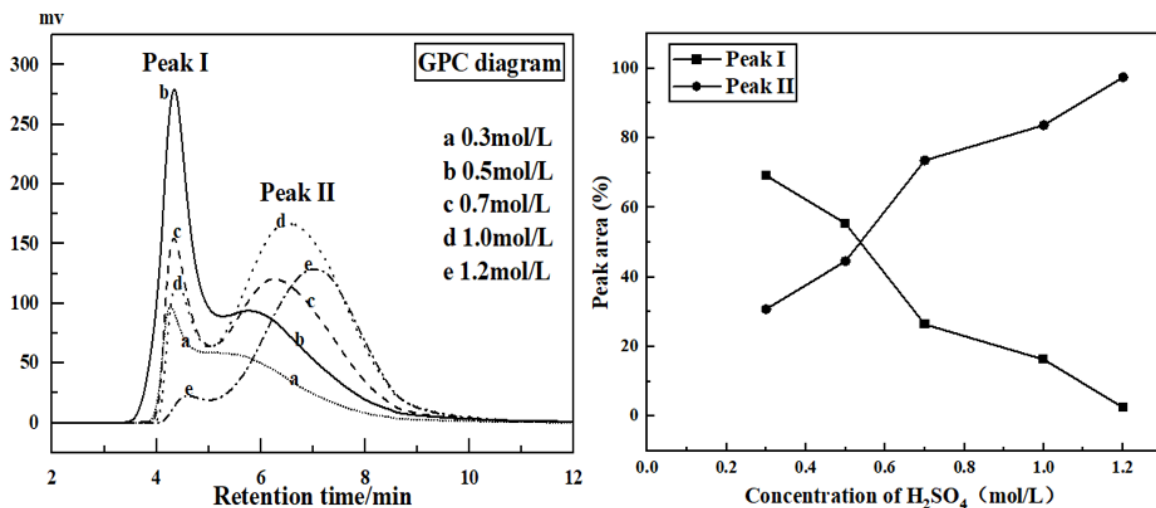 mv
300
250
200
150
100
50
0
2
4
6
8
10
12
Retention time/min
Peak I
Peak II
GPC diagram
a 0.3mol/L
b 0.5mol/L
c 0.7mol/L
d 1.0mol/L
e 1.2mol/L
b
c
d
a
e
d
e
c
b
a
Peak I
Peak II
100
80
60
40
20
0
Peak area (%)
0.0
0.2
0.4
0.6
0.8
1.0
1.2
Concentration of H₂SO₄（mol/L）